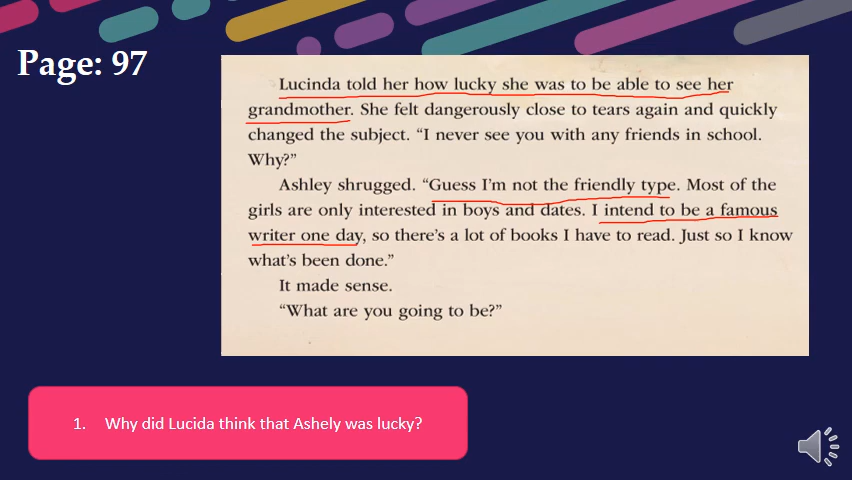 Page: 97
Lucinda told her how lucky she was to be able to see her
grandmother. She felt dangerously close to tears again and quickly
changed the subject. “I never see you with any friends in school.
Why?”
Ashley shrugged. “Guess I’m not the friendly type. Most of the
girls are only interested in boys and dates. I intend to be a famous
writer one day, so there’s a lot of books I have to read. Just so I know
what’s been done.”
It made sense.
“What are you going to be?”
1. Why did Lucida think that Ashely was lucky?